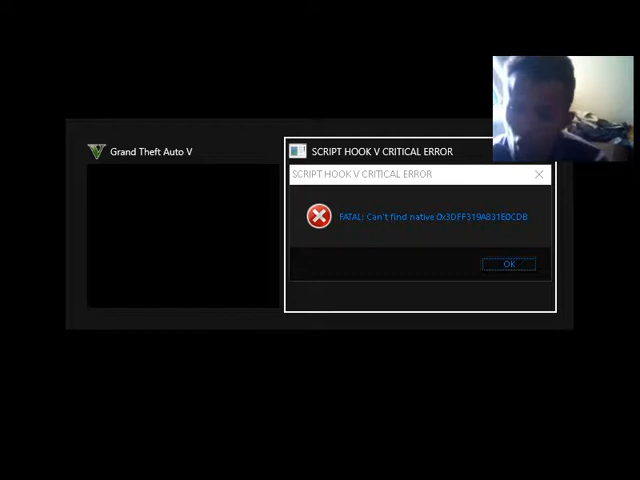 Grand Theft Auto V
SCRIPT HOOK V CRITICAL ERROR
SCRIPT HOOK V CRITICAL ERROR
FATAL: Can't find native 0x3DFF319A831E0CDB
OK